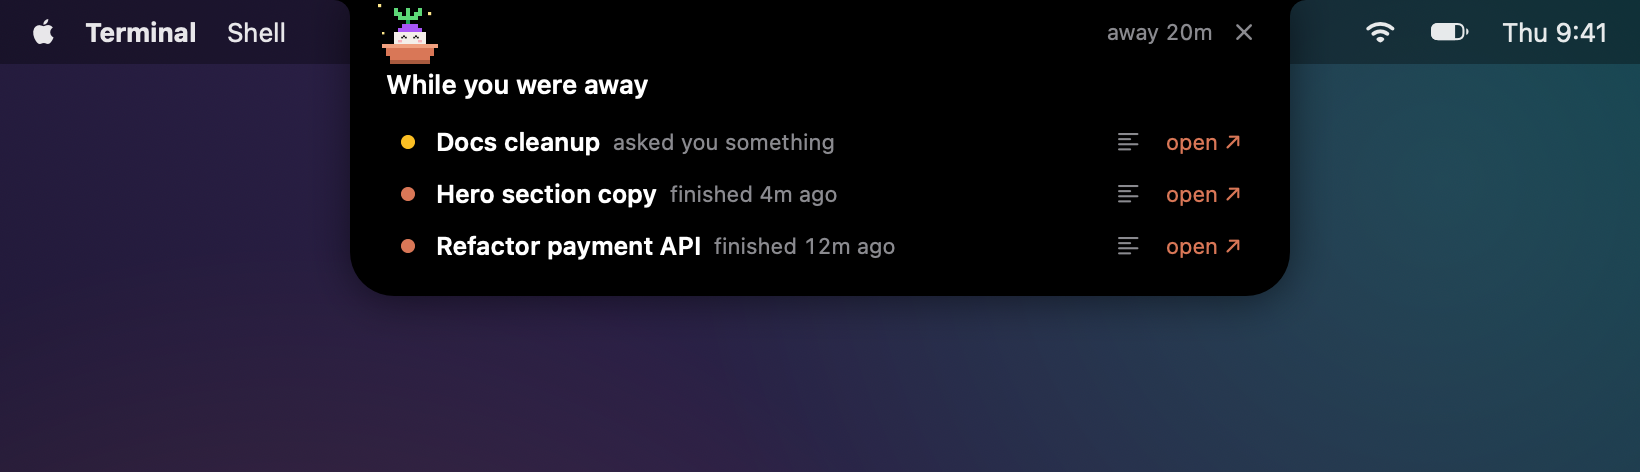 Terminal Shell away 20m Thu 9:41
While you were away
Docs cleanup asked you something open ↗
Hero section copy finished 4m ago open ↗
Refactor payment API finished 12m ago open ↗